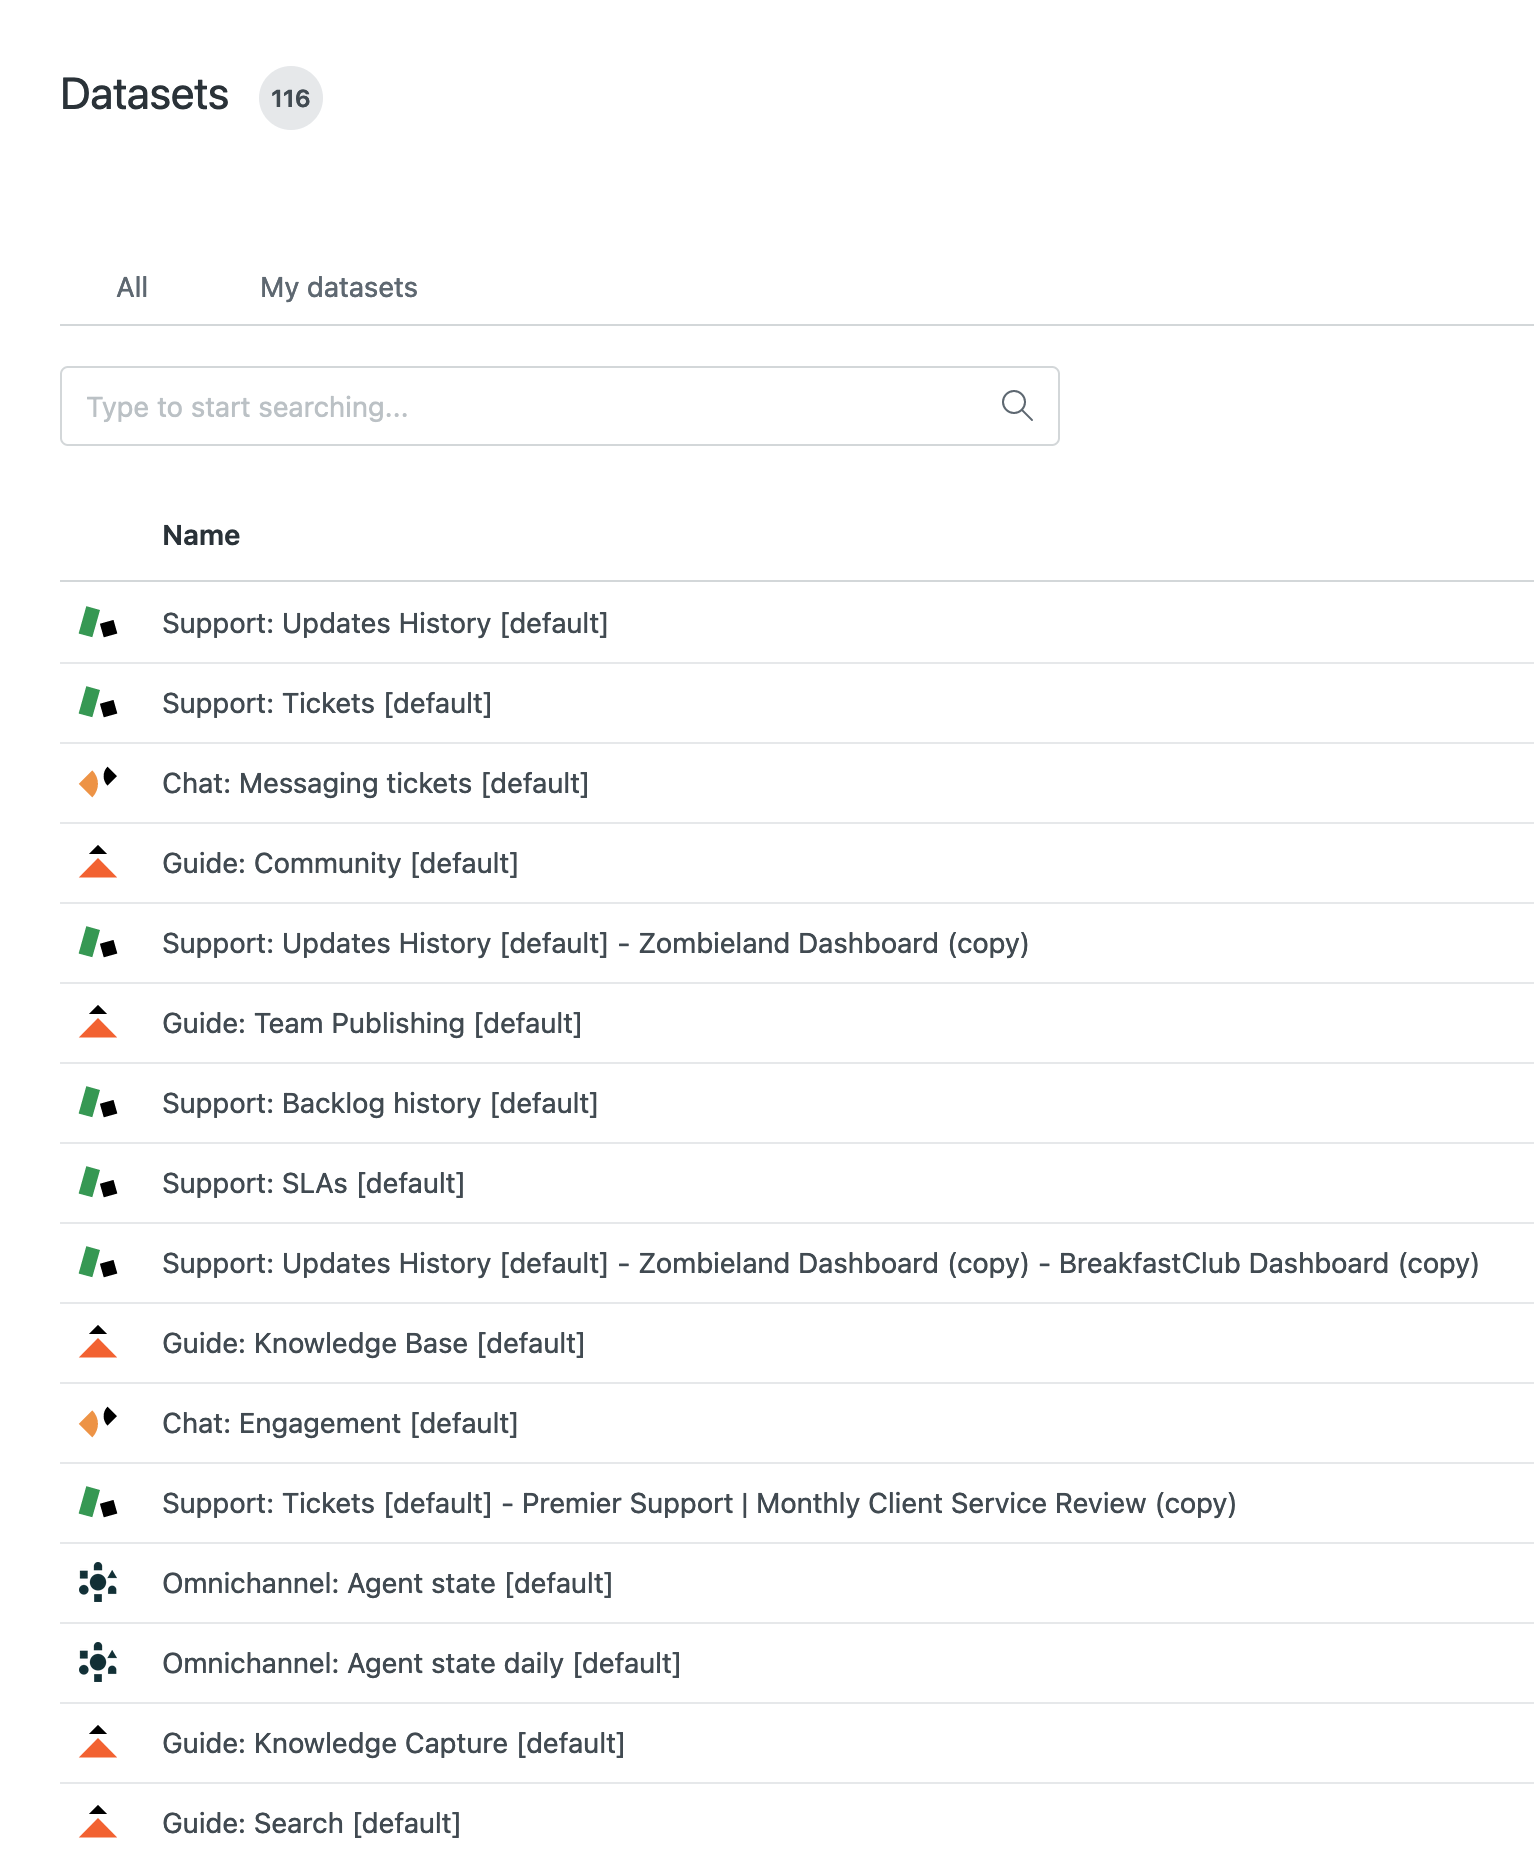 Datasets 116
All My datasets
Type to start searching...
Name
Support: Updates History [default]
Support: Tickets [default]
Chat: Messaging tickets [default]
Guide: Community [default]
Support: Updates History [default] - Zombieland Dashboard (copy)
Guide: Team Publishing [default]
Support: Backlog history [default]
Support: SLAs [default]
Support: Updates History [default] - Zombieland Dashboard (copy) - BreakfastClub Dashboard (copy)
Guide: Knowledge Base [default]
Chat: Engagement [default]
Support: Tickets [default] - Premier Support | Monthly Client Service Review (copy)
Omnichannel: Agent state [default]
Omnichannel: Agent state daily [default]
Guide: Knowledge Capture [default]
Guide: Search [default]